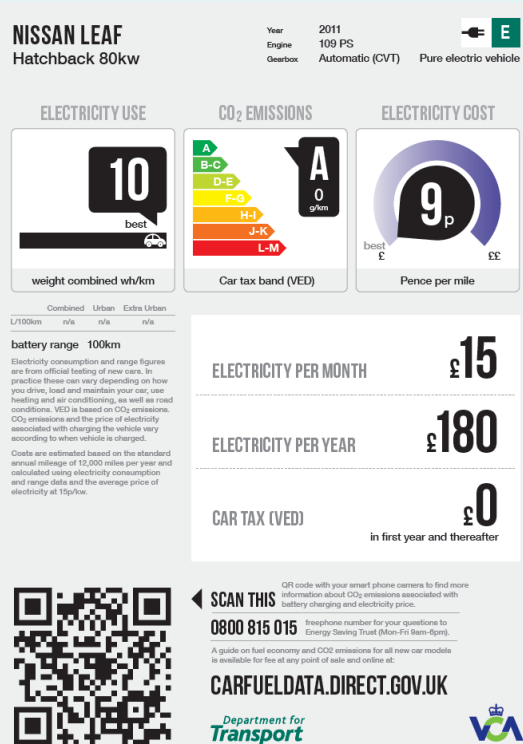 NISSAN LEAF
Hatchback 80kw
Year 2011
Engine 109 PS
Gearbox Automatic (CVT)
E
Pure electric vehicle
ELECTRICITY USE
10
best
weight combined wh/km
CO₂ EMISSIONS
A
B-C
D-E
F-G
H-I
J-K
L-M
A
0
g/km
Car tax band (VED)
ELECTRICITY COST
9p
best
£
££
Pence per mile
Combined Urban Extra Urban
L/100km n/a n/a n/a
battery range 100km
Electricity consumption and range figures
are from official testing of new care. In
practice these can vary depending on how
you drive, load and maintain your car, use
heating and air conditioning, as well as road
conditions. VED is based on CO₂ emissions.
CO₂ emissions and the price of electricity
associated with charging the vehicle vary
according to when vehicle is charged.
Costs are estimated based on the standard
annual mileage of 12,000 miles per year and
calculated using electricity consumption
and range data and the average price of
electricity at 15p/kw.
ELECTRICITY PER MONTH £15
ELECTRICITY PER YEAR £180
CAR TAX (VED) £0
in first year and thereafter
SCAN THIS
QR code with your smart phone camera to find more
information about CO₂ emissions associated with
battery charging and electricity price.
0800 815 015
freephone number for your questions to
Energy Saving Trust (Mon-Fri 9am-6pm).
A guide on fuel economy and CO2 emissions for all new car models
is available for fee at any point of sale and online at:
CARFUELDATA.DIRECT.GOV.UK
Department for
Transport
VCA